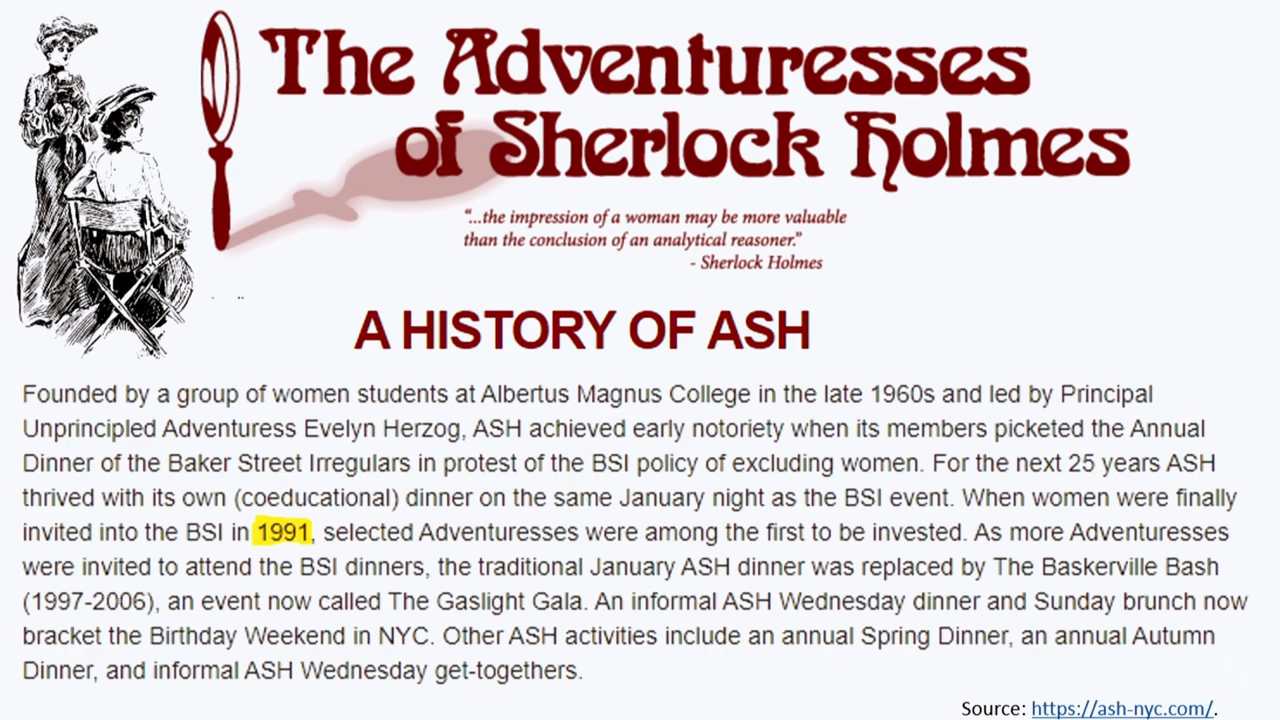 The Adventuresses
of Sherlock Holmes
“...the impression of a woman may be more valuable
than the conclusion of an analytical reasoner.”
- Sherlock Holmes
A HISTORY OF ASH
Founded by a group of women students at Albertus Magnus College in the late 1960s and led by Principal
Unprincipled Adventuress Evelyn Herzog, ASH achieved early notoriety when its members picketed the Annual
Dinner of the Baker Street Irregulars in protest of the BSI policy of excluding women. For the next 25 years ASH
thrived with its own (coeducational) dinner on the same January night as the BSI event. When women were finally
invited into the BSI in 1991, selected Adventuresses were among the first to be invested. As more Adventuresses
were invited to attend the BSI dinners, the traditional January ASH dinner was replaced by The Baskerville Bash
(1997-2006), an event now called The Gaslight Gala. An informal ASH Wednesday dinner and Sunday brunch now
bracket the Birthday Weekend in NYC. Other ASH activities include an annual Spring Dinner, an annual Autumn
Dinner, and informal ASH Wednesday get-togethers.
Source: https://ash-nyc.com/.